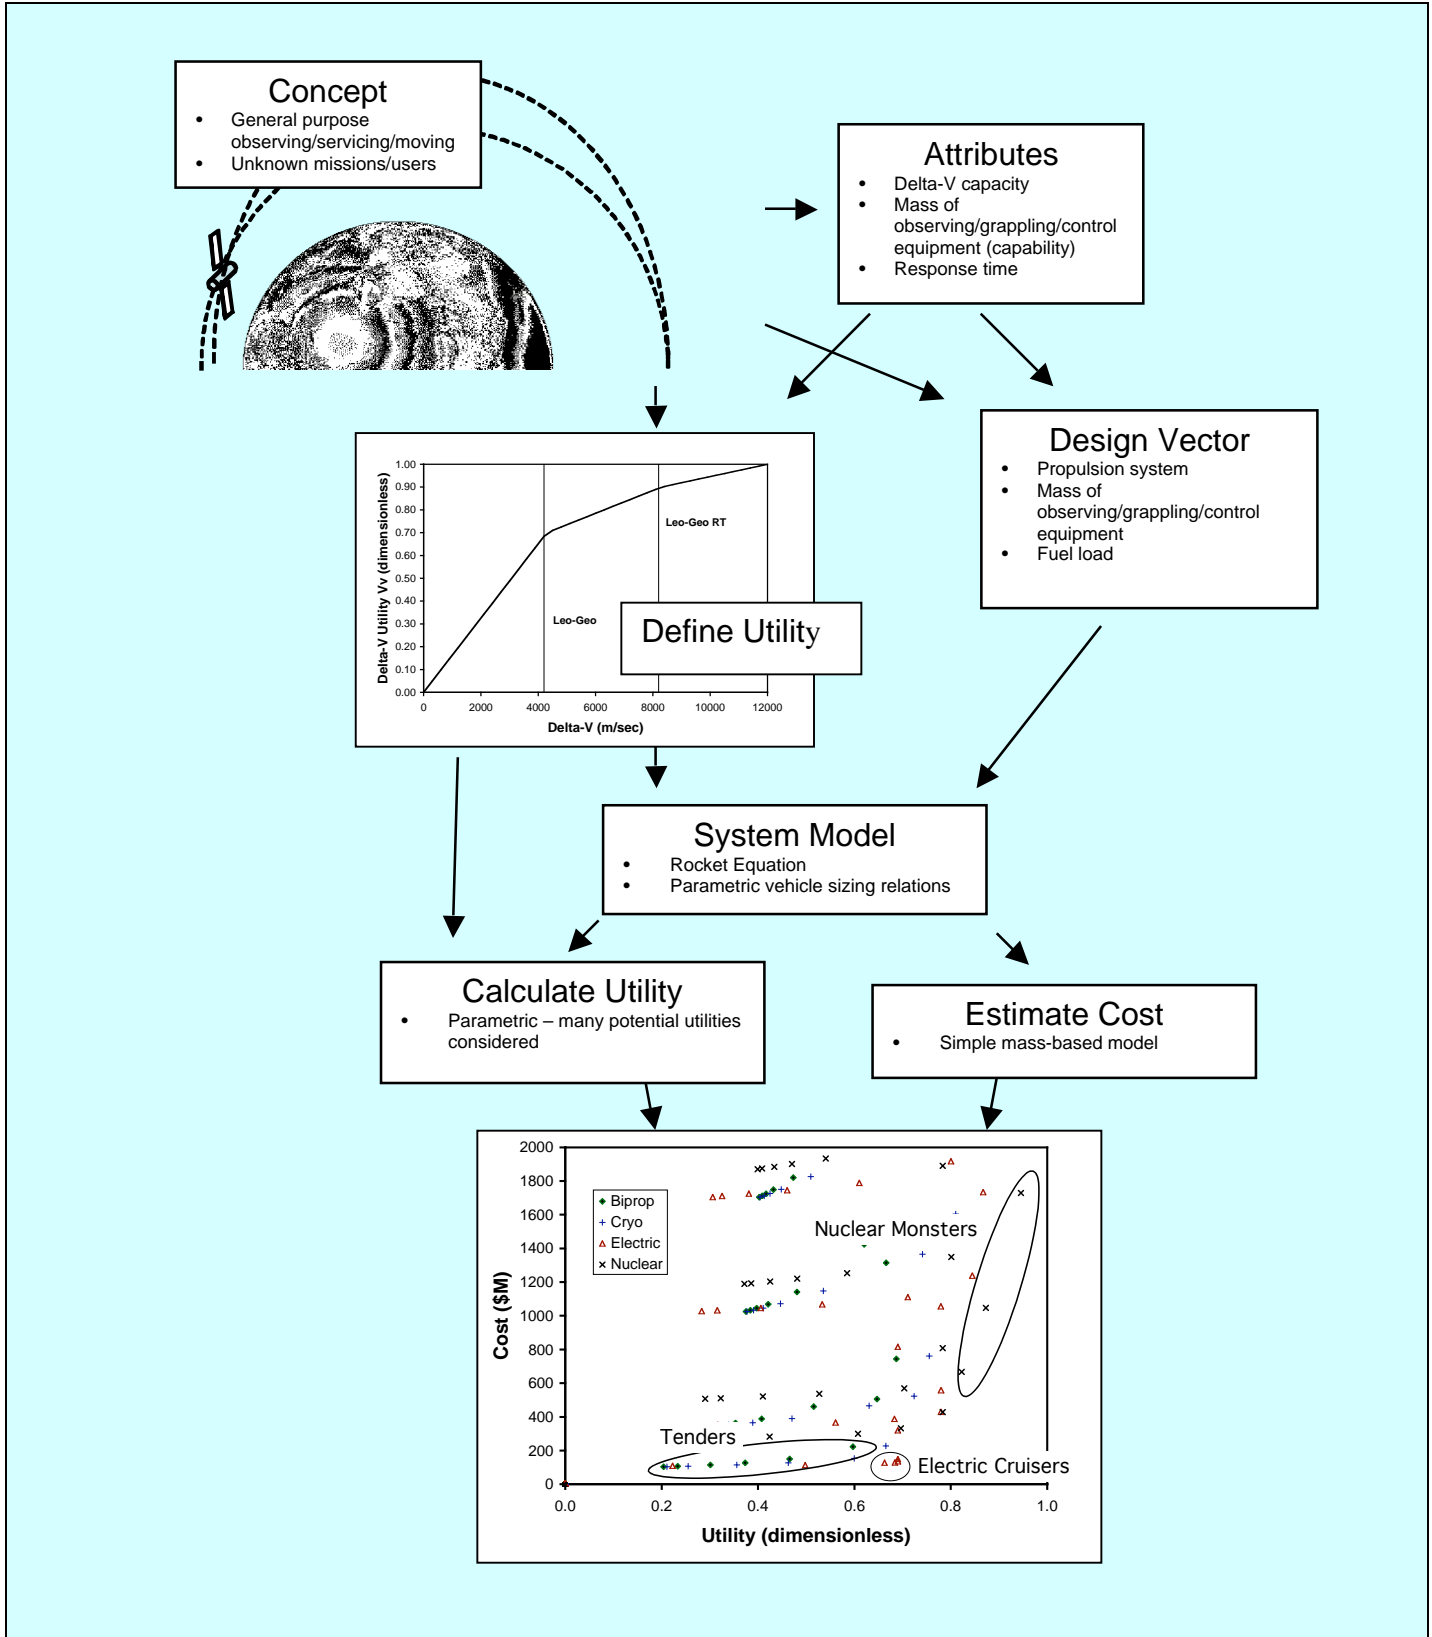 Concept
• General purpose
observing/servicing/moving
• Unknown missions/users
Attributes
• Delta-V capacity
• Mass of
observing/grappling/control
equipment (capability)
• Response time
Design Vector
• Propulsion system
• Mass of
observing/grappling/control
equipment
• Fuel load
Delta-V Utility Vv (dimensionless)
1.00
0.90
0.80
0.70
0.60
0.50
0.40
0.30
0.20
0.10
0.00
Leo-Geo RT
Leo-Geo
0 2000 4000 6000 8000 10000 12000
Delta-V (m/sec)
Define Utility
System Model
• Rocket Equation
• Parametric vehicle sizing relations
Calculate Utility
• Parametric – many potential utilities
considered
Estimate Cost
• Simple mass-based model
Cost ($M)
2000
1800
1600
1400
1200
1000
800
600
400
200
0
Biprop
Cryo
Electric
Nuclear
Nuclear Monsters
Tenders
Electric Cruisers
0.0 0.2 0.4 0.6 0.8 1.0
Utility (dimensionless)